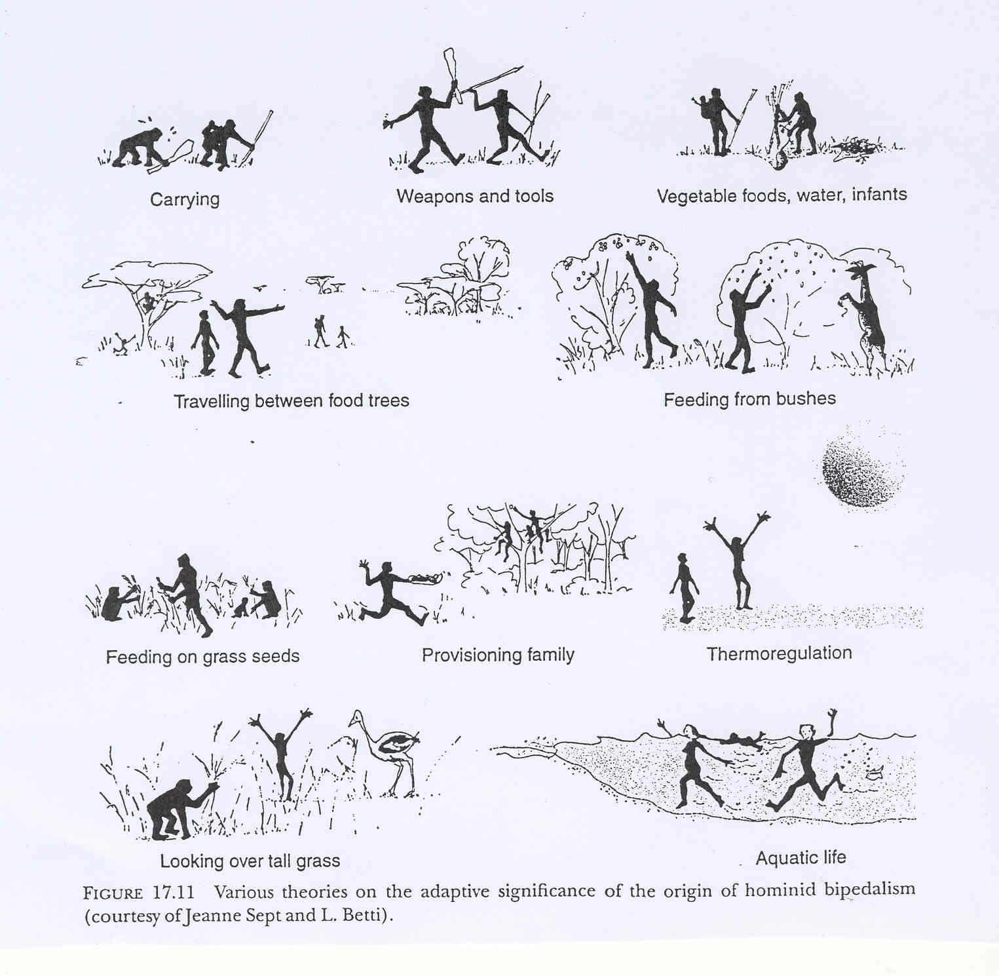 Carrying
Weapons and tools
Vegetable foods, water, infants
Travelling between food trees
Feeding from bushes
Feeding on grass seeds
Provisioning family
Thermoregulation
Looking over tall grass
Aquatic life
FIGURE 17.11 Various theories on the adaptive significance of the origin of hominid bipedalism
(courtesy of Jeanne Sept and L. Betti).